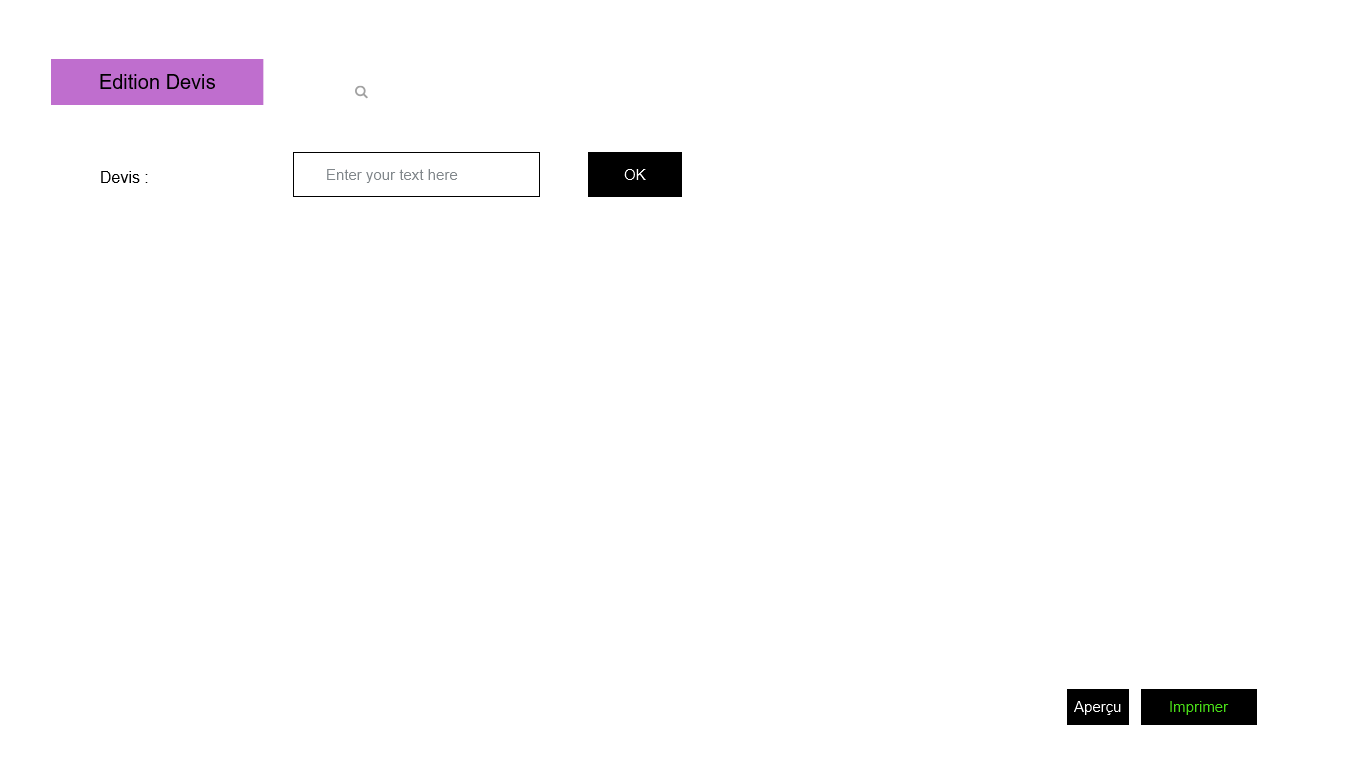 Edition Devis
Devis :
Enter your text here
OK
Aperçu
Imprimer